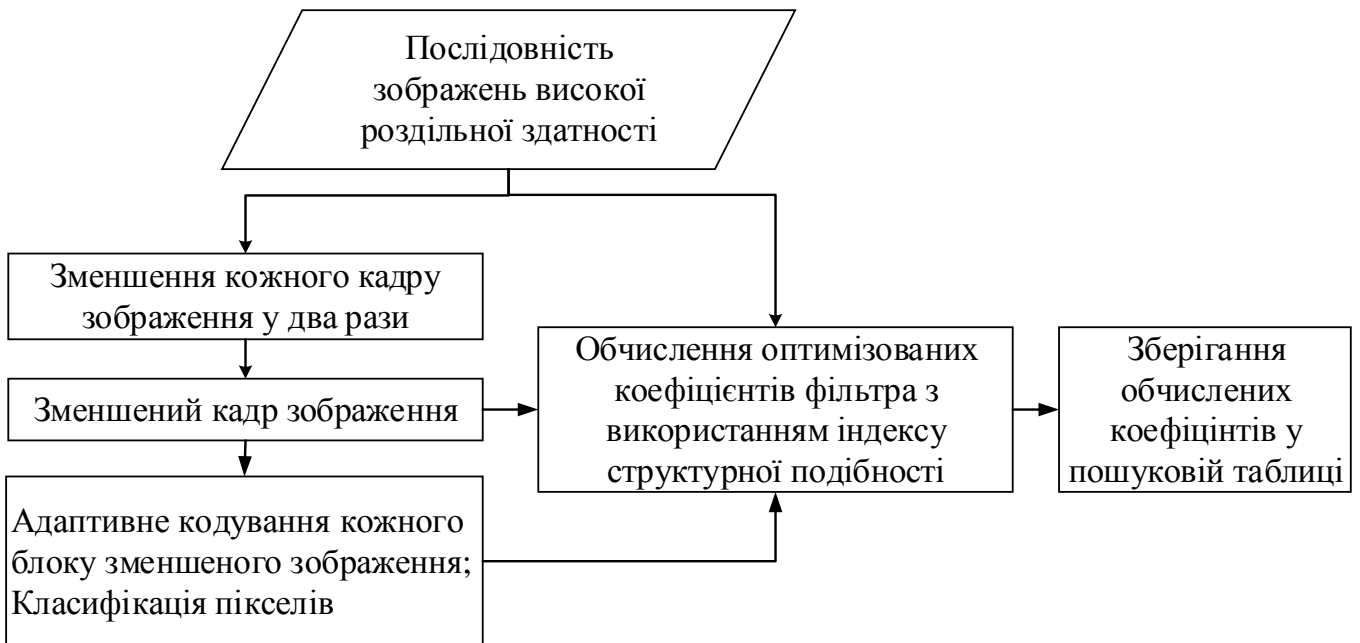 Послідовність
зображень високої
роздільної здатності
Зменшення кожного кадру
зображення у два рази
Зменшений кадр зображення
Адаптивне кодування кожного
блоку зменшеного зображення;
Класифікація пікселів
Обчислення оптимізованих
коефіцієнтів фільтра з
використанням індексу
структурної подібності
Зберігання
обчислених
коефіцінтів у
пошуковій таблиці